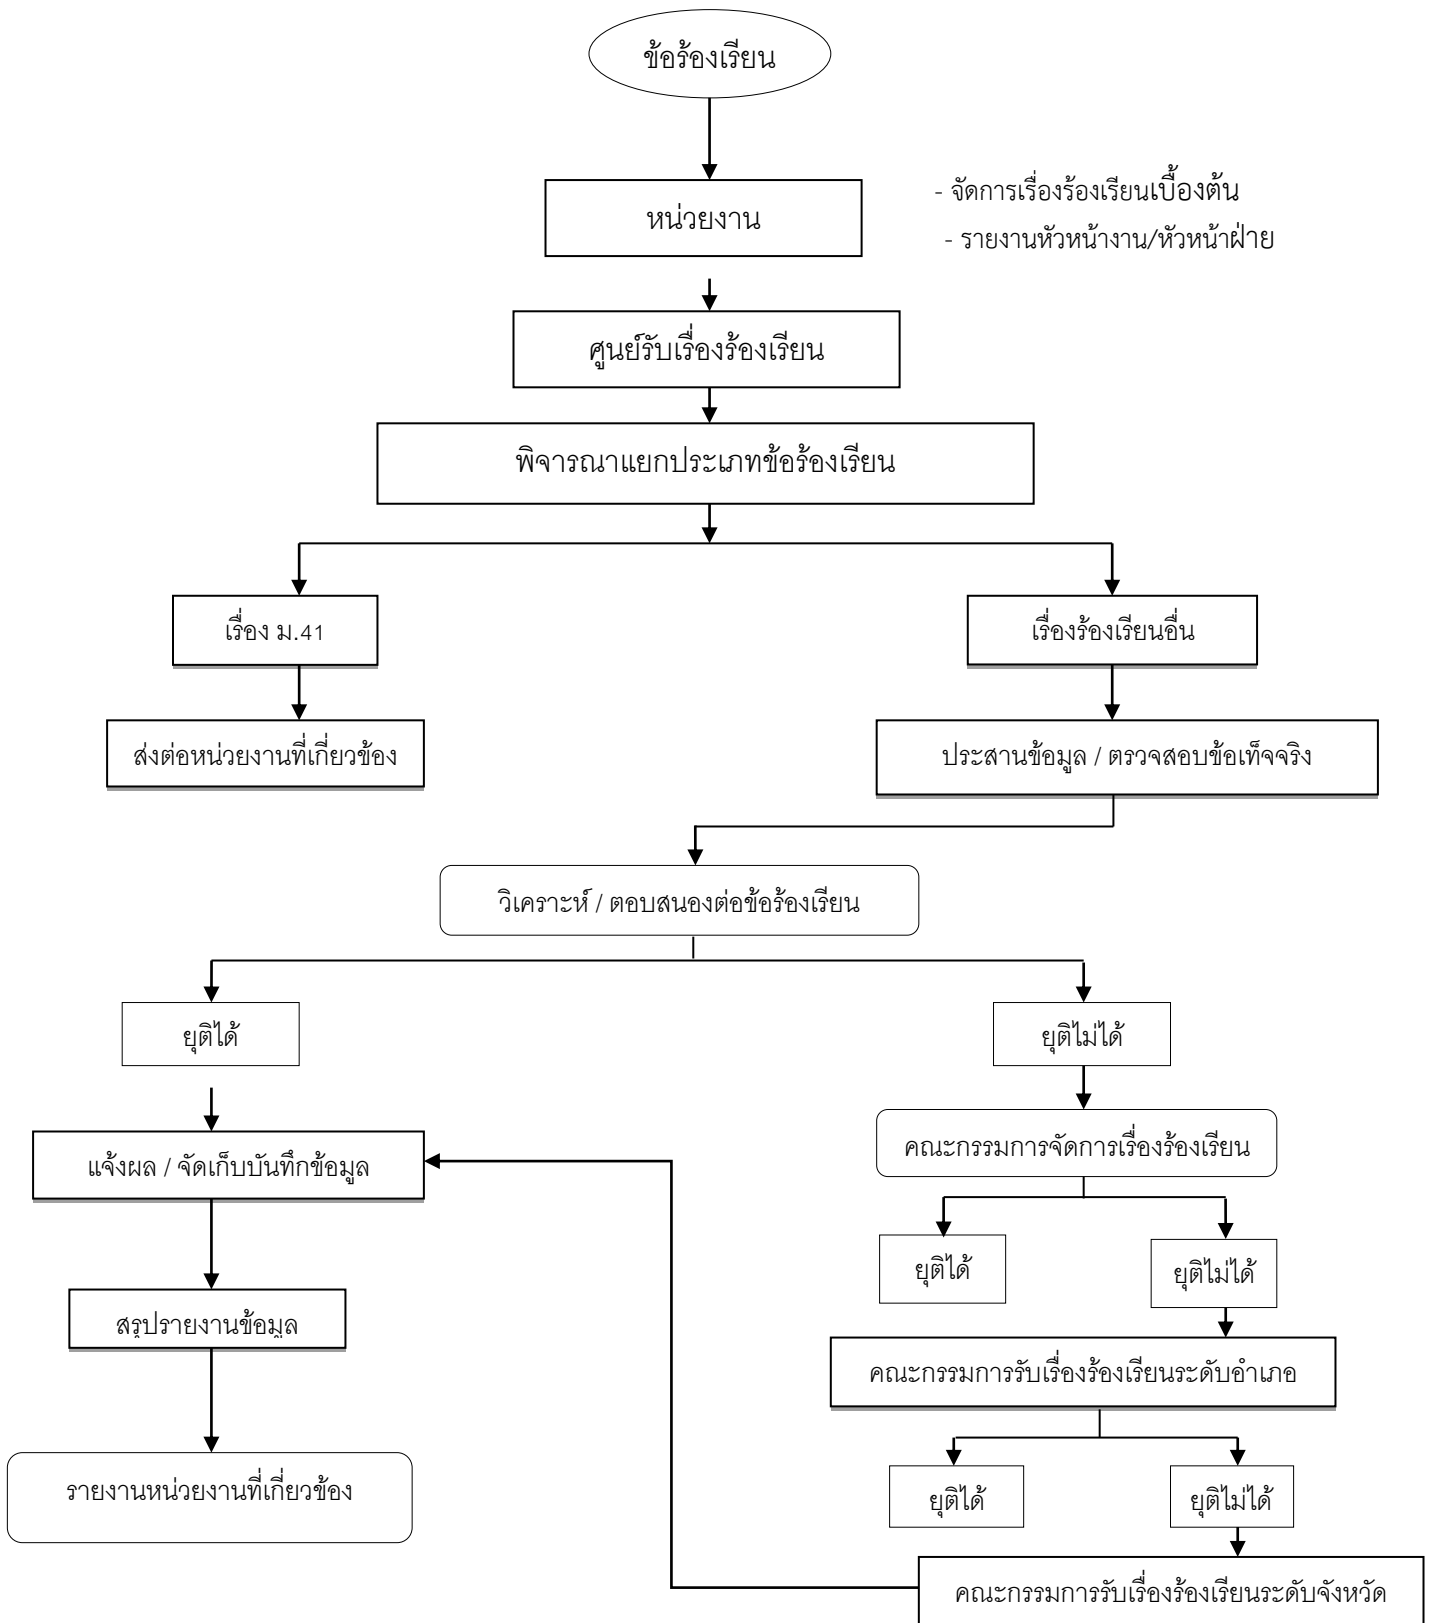 ข้อร้องเรียน
หน่วยงาน
- จัดการเรื่องร้องเรียนเบื้องต้น
- รายงานหัวหน้างาน/หัวหน้าฝ่าย
ศูนย์รับเรื่องร้องเรียน
พิจารณาแยกประเภทข้อร้องเรียน
เรื่อง ม.41
เรื่องร้องเรียนอื่น
ส่งต่อหน่วยงานที่เกี่ยวข้อง
ประสานข้อมูล / ตรวจสอบข้อเท็จจริง
วิเคราะห์ / ตอบสนองต่อข้อร้องเรียน
ยุติได้
ยุติไม่ได้
คณะกรรมการจัดการเรื่องร้องเรียน
แจ้งผล / จัดเก็บบันทึกข้อมูล
ยุติได้
ยุติไม่ได้
สรุปรายงานข้อมูล
คณะกรรมการรับเรื่องร้องเรียนระดับอำเภอ
รายงานหน่วยงานที่เกี่ยวข้อง
ยุติได้
ยุติไม่ได้
คณะกรรมการรับเรื่องร้องเรียนระดับจังหวัด